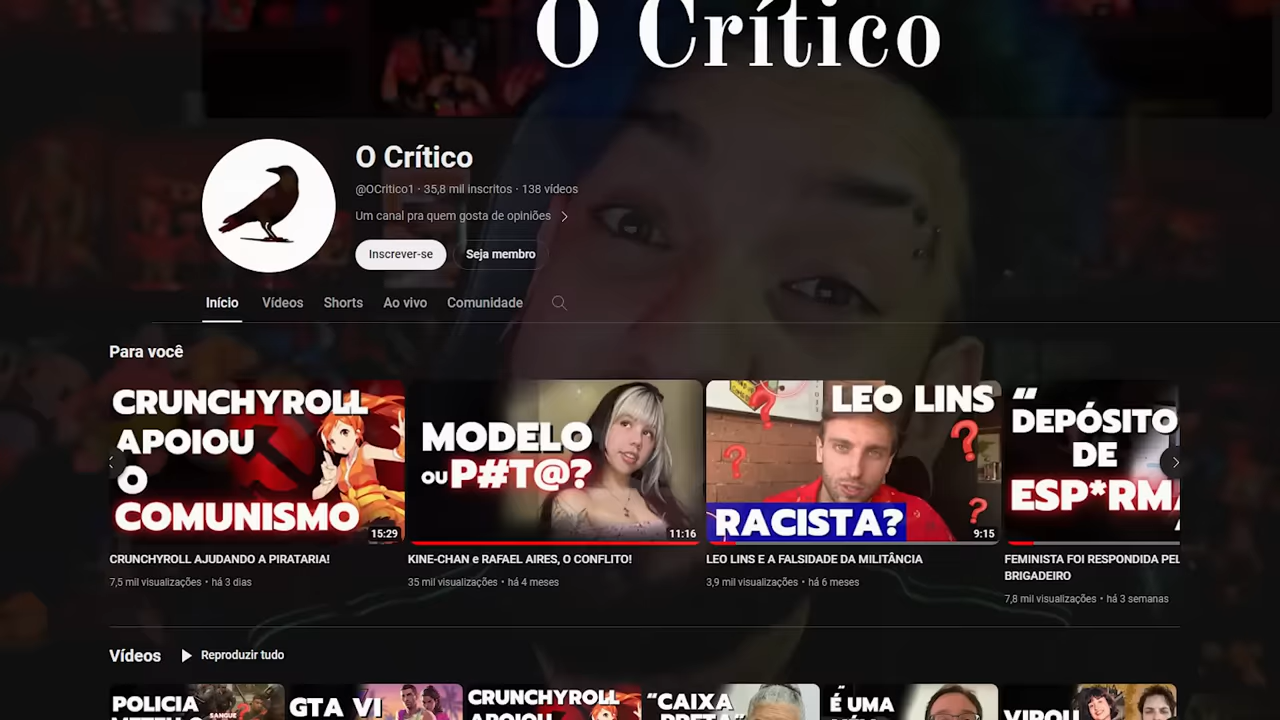 O Crítico
O Crítico
@OCritico1 · 35,8 mil inscritos · 138 vídeos
Um canal pra quem gosta de opiniões
Inscrever-se
Seja membro
Início
Vídeos
Shorts
Ao vivo
Comunidade
Para você
CRUNCHYROLL
APOIOU
O
COMUNISMO
15:29
MODELO
OU P#T@?
11:16
LEO LINS
RACISTA?
9:15
“
DEPÓSITO
DE
ESP*RMA
CRUNCHYROLL AJUDANDO A PIRATARIA!
7,5 mil visualizações · há 3 dias
KINE-CHAN e RAFAEL AIRES, O CONFLITO!
35 mil visualizações · há 4 meses
LEO LINS E A FALSIDADE DA MILITÂNCIA
3,9 mil visualizações · há 6 meses
FEMINISTA FOI RESPONDIDA PEL
BRIGADEIRO
7,8 mil visualizações · há 3 semanas
Vídeos
Reproduzir tudo
POLICIA
SANGUE
GTA VI
CRUNCHYROLL
APOIOU
“CAIXA
PRETA”
É UMA
VIROU